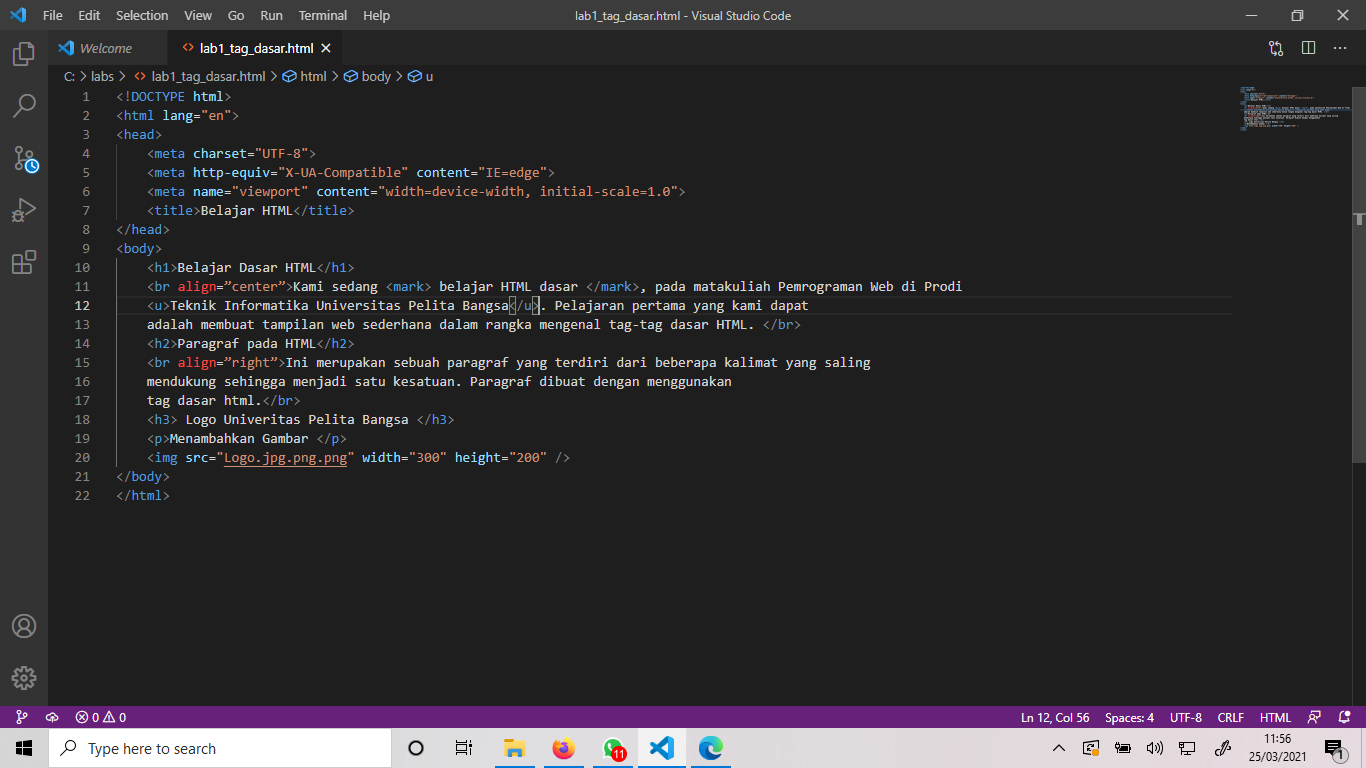 File Edit Selection View Go Run Terminal Help lab1_tag_dasar.html - Visual Studio Code
Welcome lab1_tag_dasar.html
C: > labs > lab1_tag_dasar.html > html > body > u
1 <!DOCTYPE html>
2 <html lang="en">
3 <head>
4 <meta charset="UTF-8">
5 <meta http-equiv="X-UA-Compatible" content="IE=edge">
6 <meta name="viewport" content="width=device-width, initial-scale=1.0">
7 <title>Belajar HTML</title>
8 </head>
9 <body>
10 <h1>Belajar Dasar HTML</h1>
11 <br align=”center”>Kami sedang <mark> belajar HTML dasar </mark>, pada matakuliah Pemrograman Web di Prodi
12 <u>Teknik Informatika Universitas Pelita Bangsa</u>. Pelajaran pertama yang kami dapat
13 adalah membuat tampilan web sederhana dalam rangka mengenal tag-tag dasar HTML. </br>
14 <h2>Paragraf pada HTML</h2>
15 <br align=”right”>Ini merupakan sebuah paragraf yang terdiri dari beberapa kalimat yang saling
16 mendukung sehingga menjadi satu kesatuan. Paragraf dibuat dengan menggunakan
17 tag dasar html.</br>
18 <h3> Logo Univeritas Pelita Bangsa </h3>
19 <p>Menambahkan Gambar </p>
20 <img src="Logo.jpg.png.png" width="300" height="200" />
21 </body>
22 </html>
0 0 Ln 12, Col 56 Spaces: 4 UTF-8 CRLF HTML
Type here to search
11
11:56
25/03/2021
1